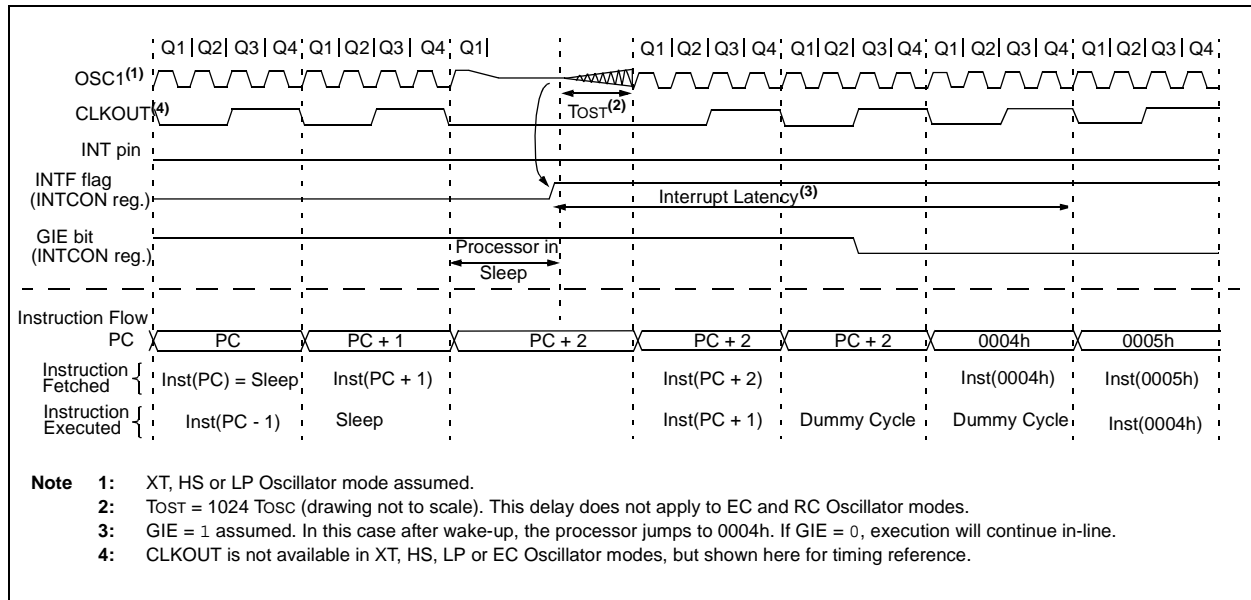 Q1 Q2 Q3 Q4 Q1 Q2 Q3 Q4 Q1 Q1 Q2 Q3 Q4 Q1 Q2 Q3 Q4 Q1 Q2 Q3 Q4 Q1 Q2 Q3 Q4
OSC1(1)
TOST(2)
CLKOUT(4)
INT pin
INTF flag
(INTCON reg.)
Interrupt Latency(3)
GIE bit
(INTCON reg.)
Processor in
Sleep
Instruction Flow
PC PC PC + 1 PC + 2 PC + 2 PC + 2 0004h 0005h
Instruction
Fetched { Inst(PC) = Sleep Inst(PC + 1) Inst(PC + 2) Inst(0004h) Inst(0005h)
Instruction
Executed { Inst(PC - 1) Sleep Inst(PC + 1) Dummy Cycle Dummy Cycle Inst(0004h)
Note 1: XT, HS or LP Oscillator mode assumed.
2: TOST = 1024 TOSC (drawing not to scale). This delay does not apply to EC and RC Oscillator modes.
3: GIE = 1 assumed. In this case after wake-up, the processor jumps to 0004h. If GIE = 0, execution will continue in-line.
4: CLKOUT is not available in XT, HS, LP or EC Oscillator modes, but shown here for timing reference.